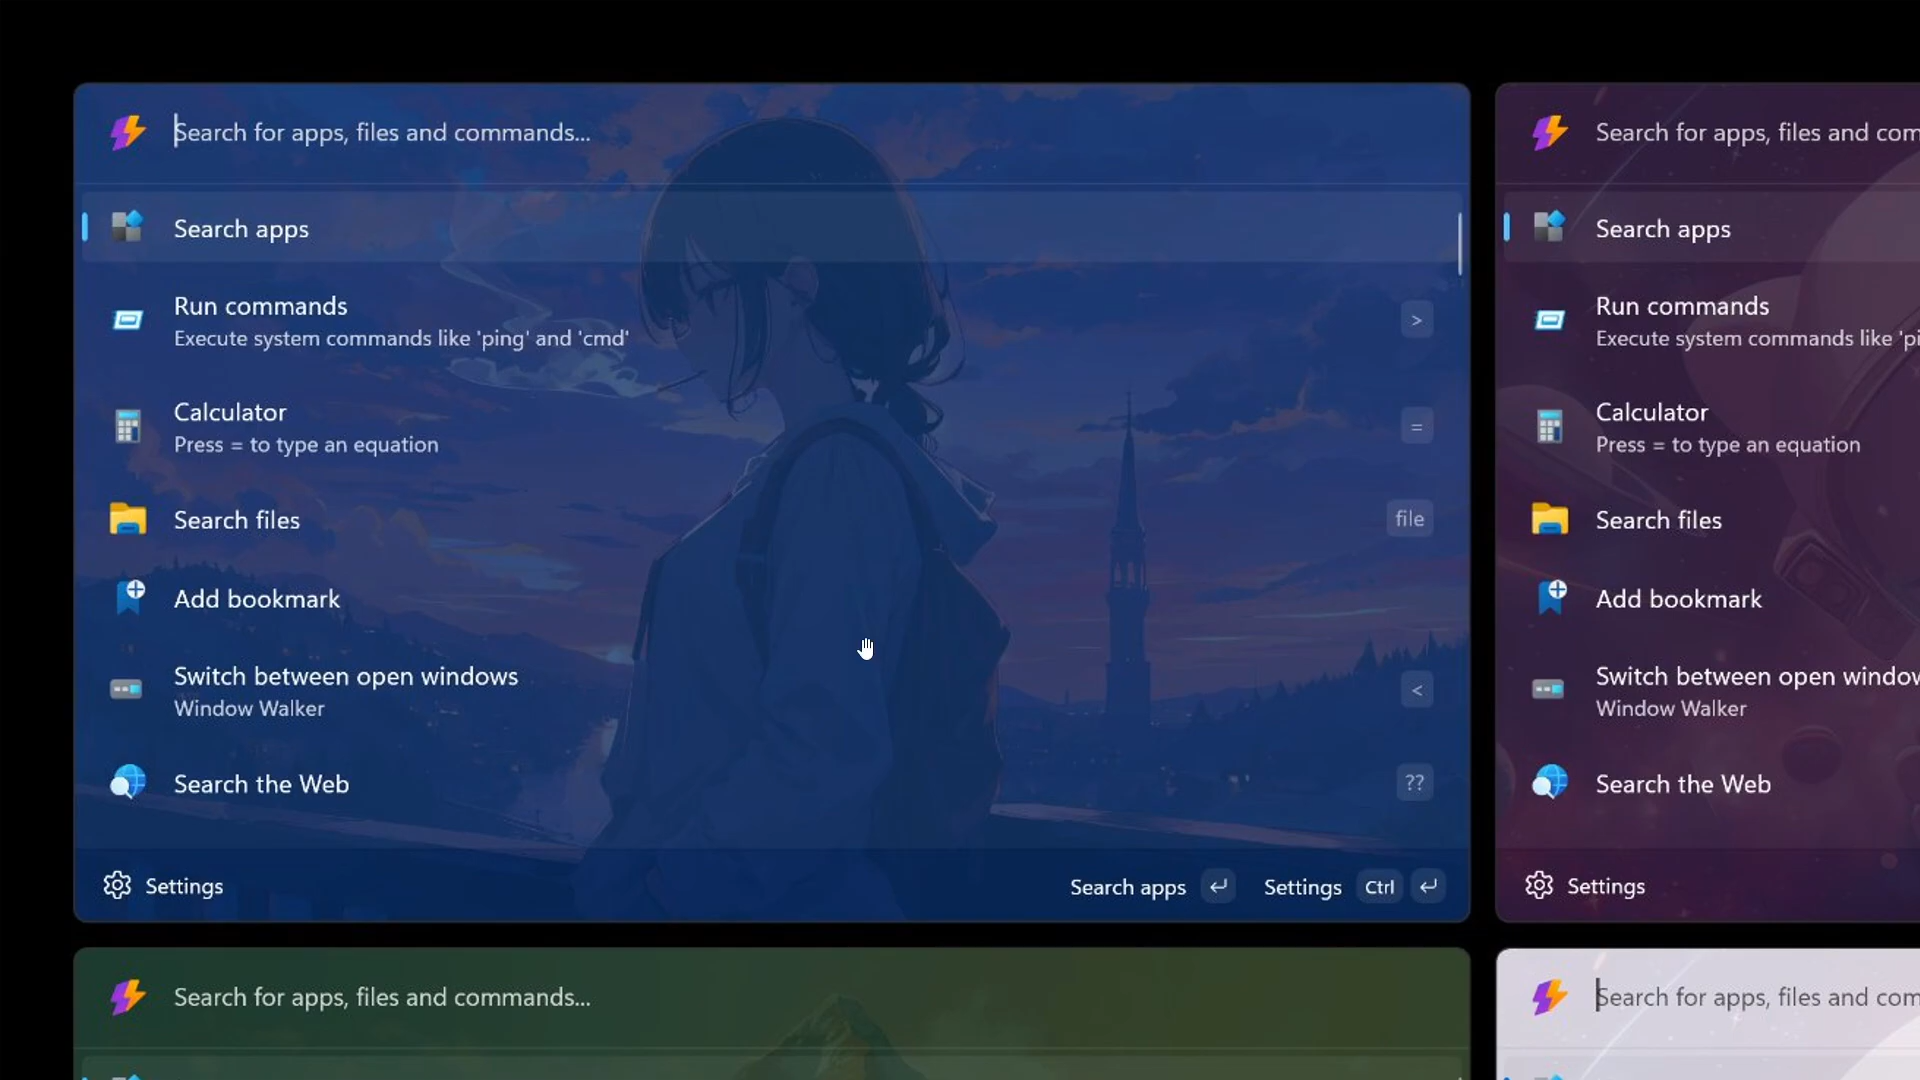 Search for apps, files and commands...
Search apps
Run commands
Execute system commands like 'ping' and 'cmd'
>
Calculator
Press = to type an equation
=
Search files
file
Add bookmark
Switch between open windows
Window Walker
<
Search the Web
??
Settings
Search apps
Settings Ctrl
Search for apps, files and com
Search apps
Run commands
Execute system commands like 'pi
Calculator
Press = to type an equation
Search files
Add bookmark
Switch between open window
Window Walker
Search the Web
Settings
Search for apps, files and commands...
Search for apps, files and com